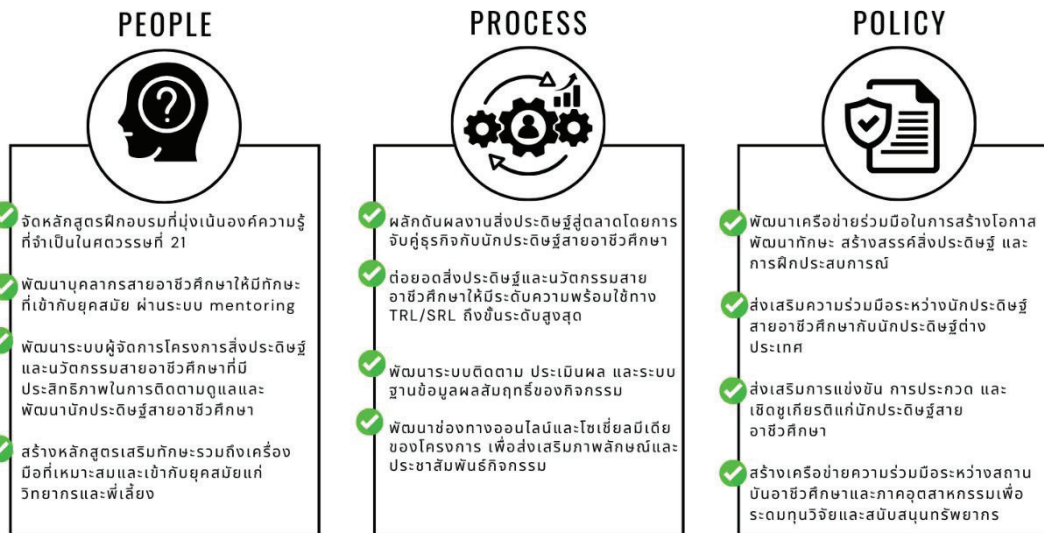 PEOPLE
จัดหลักสูตรฝึกอบรมที่มุ่งเน้นองค์ความรู้
ที่จำเป็นในศตวรรษที่ 21
พัฒนาบุคลากรสายอาชีวศึกษาให้มีทักษะ
ที่เข้ากับยุคสมัย ผ่านระบบ mentoring
พัฒนาระบบผู้จัดการโครงการสิ่งประดิษฐ์
และนวัตกรรมสายอาชีวศึกษาที่มี
ประสิทธิภาพในการติดตามดูแลและ
พัฒนานักประดิษฐ์สายอาชีวศึกษา
สร้างหลักสูตรเสริมทักษะรวมถึงเครื่อง
มือที่เหมาะสมและเข้ากับยุคสมัยแก่
วิทยากรและพี่เลี้ยง
PROCESS
ผลักดันผลงานสิ่งประดิษฐ์สู่ตลาดโดยการ
จับคู่ธุรกิจกับนักประดิษฐ์สายอาชีวศึกษา
ต่อยอดสิ่งประดิษฐ์และนวัตกรรมสาย
อาชีวศึกษาให้มีระดับความพร้อมใช้ทาง
TRL/SRL ถึงขั้นระดับสูงสุด
พัฒนาระบบติดตาม ประเมินผล และระบบ
ฐานข้อมูลผลสัมฤทธิ์ของกิจกรรม
พัฒนาช่องทางออนไลน์และโซเชี่ยลมีเดีย
ของโครงการ เพื่อส่งเสริมภาพลักษณ์และ
ประชาสัมพันธ์กิจกรรม
POLICY
พัฒนาเครือข่ายร่วมมือในการสร้างโอกาส
พัฒนาทักษะ สร้างสรรค์สิ่งประดิษฐ์ และ
การฝึกประสบการณ์
ส่งเสริมความร่วมมือระหว่างนักประดิษฐ์
สายอาชีวศึกษากับนักประดิษฐ์ต่าง
ประเทศ
ส่งเสริมการแข่งขัน การประกวด และ
เชิดชูเกียรติแก่นักประดิษฐ์สาย
อาชีวศึกษา
สร้างเครือข่ายความร่วมมือระหว่างสถาน
บันอาชีวศึกษาและภาคอุตสาหกรรมเพื่อ
ระดมทุนวิจัยและสนับสนุนทรัพยากร